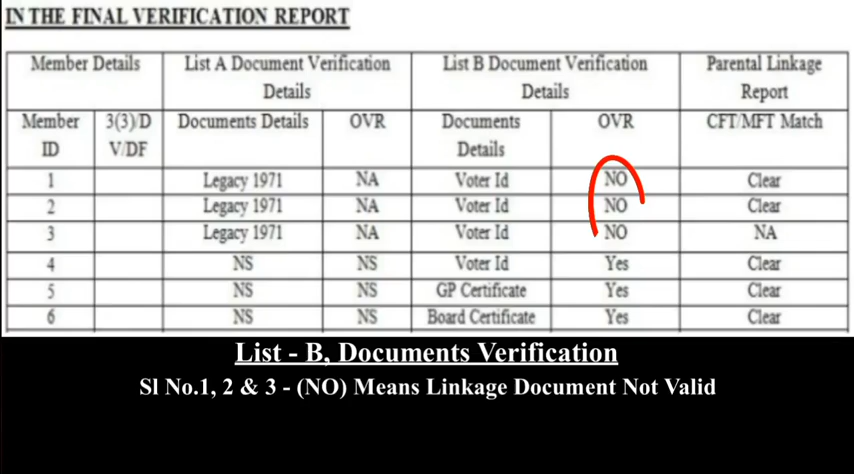 IN THE FINAL VERIFICATION REPORT
Member Details List A Document Verification Details List B Document Verification Details Parental Linkage Report
Member ID 3(3)/D V/DF Documents Details OVR Documents Details OVR CFT/MFT Match
1 Legacy 1971 NA Voter Id NO Clear
2 Legacy 1971 NA Voter Id NO Clear
3 Legacy 1971 NA Voter Id NO NA
4 NS NS Voter Id Yes Clear
5 NS NS GP Certificate Yes Clear
6 NS NS Board Certificate Yes Clear
List - B, Documents Verification
Sl No.1, 2 & 3 - (NO) Means Linkage Document Not Valid